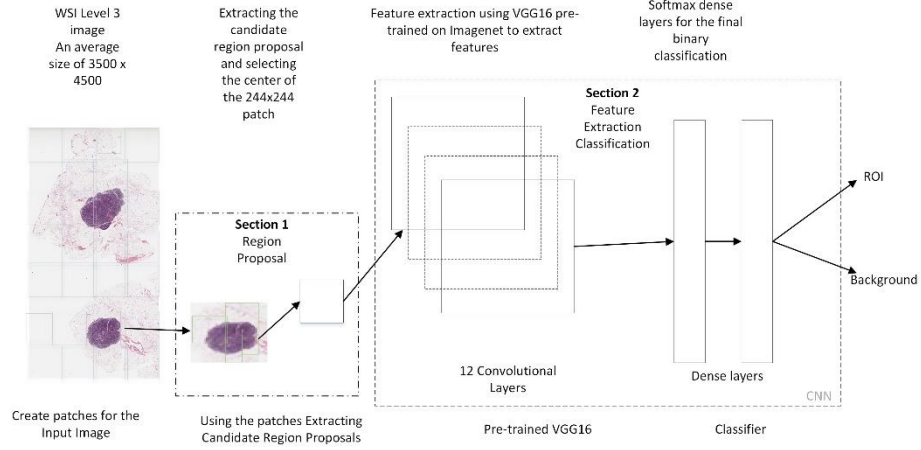 WSI Level 3
image
An average
size of 3500 x
4500
Extracting the
candidate
region proposal
and selecting
the center of
the 244x244
patch
Feature extraction using VGG16 pre-
trained on Imagenet to extract
features
Softmax dense
layers for the final
binary
classification
Section 1
Region
Proposal
Section 2
Feature
Extraction
Classification
ROI
Background
12 Convolutional
Layers
Dense layers
CNN
Create patches for the
Input Image
Using the patches Extracting
Candidate Region Proposals
Pre-trained VGG16
Classifier